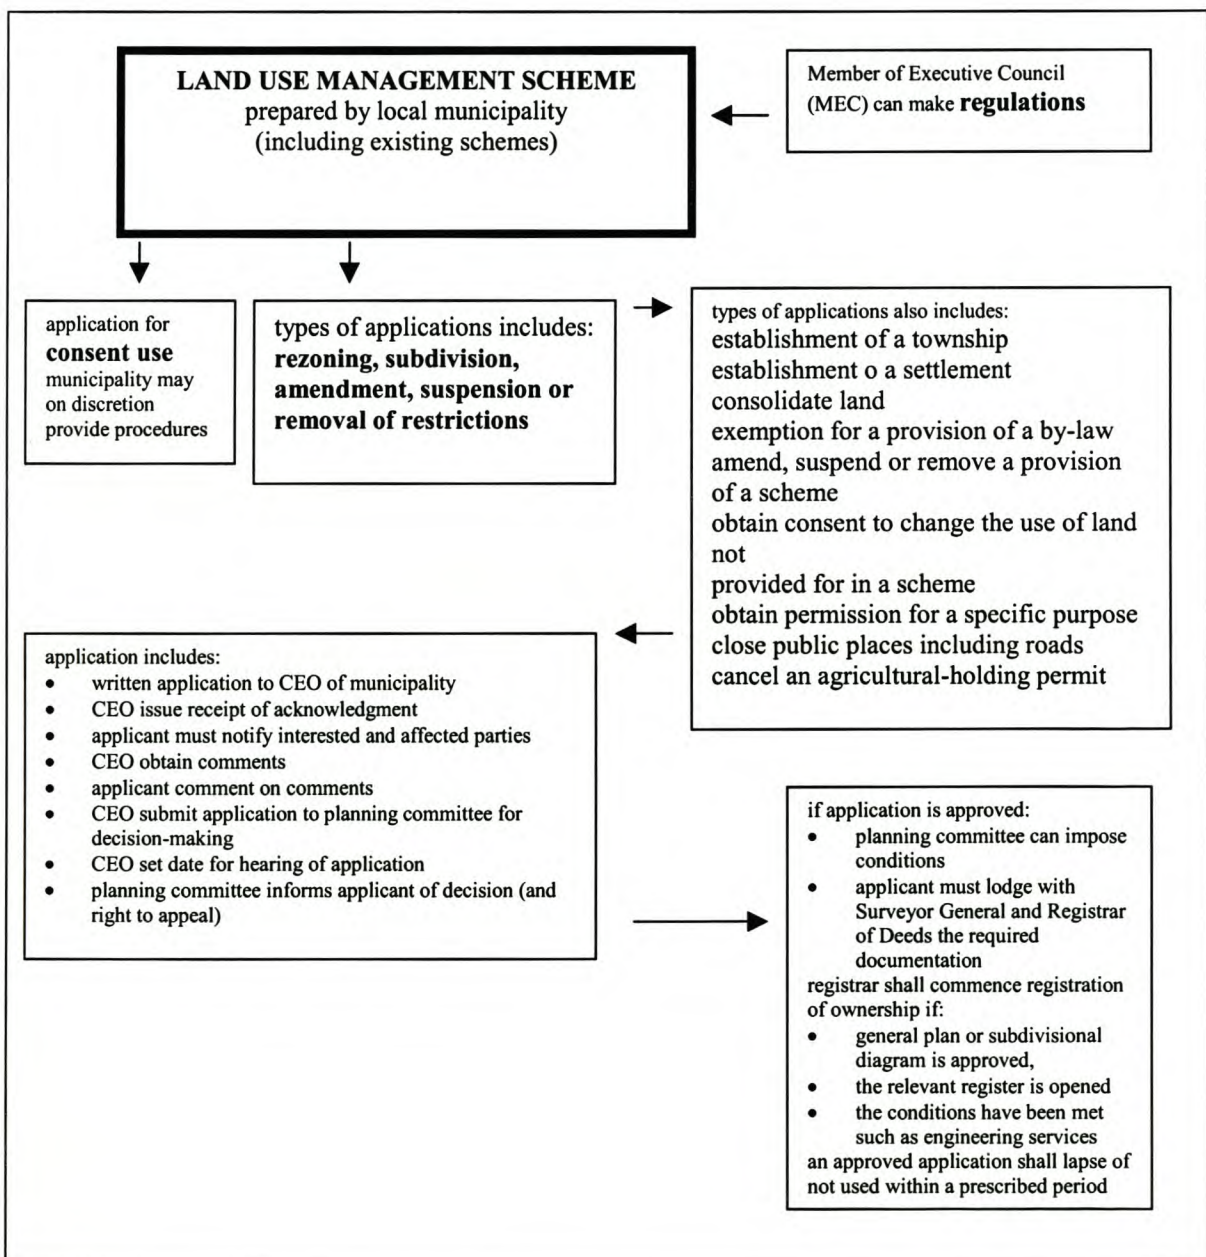 LAND USE MANAGEMENT SCHEME
prepared by local municipality
(including existing schemes)
Member of Executive Council
(MEC) can make regulations
application for
consent use
municipality may
on discretion
provide procedures
types of applications includes:
rezoning, subdivision,
amendment, suspension or
removal of restrictions
types of applications also includes:
establishment of a township
establishment o a settlement
consolidate land
exemption for a provision of a by-law
amend, suspend or remove a provision
of a scheme
obtain consent to change the use of land
not
provided for in a scheme
obtain permission for a specific purpose
close public places including roads
cancel an agricultural-holding permit
application includes:
• written application to CEO of municipality
• CEO issue receipt of acknowledgment
• applicant must notify interested and affected parties
• CEO obtain comments
• applicant comment on comments
• CEO submit application to planning committee for
decision-making
• CEO set date for hearing of application
• planning committee informs applicant of decision (and
right to appeal)
if application is approved:
• planning committee can impose
conditions
• applicant must lodge with
Surveyor General and Registrar
of Deeds the required
documentation
registrar shall commence registration
of ownership if:
• general plan or subdivisional
diagram is approved,
• the relevant register is opened
• the conditions have been met
such as engineering services
an approved application shall lapse of
not used within a prescribed period